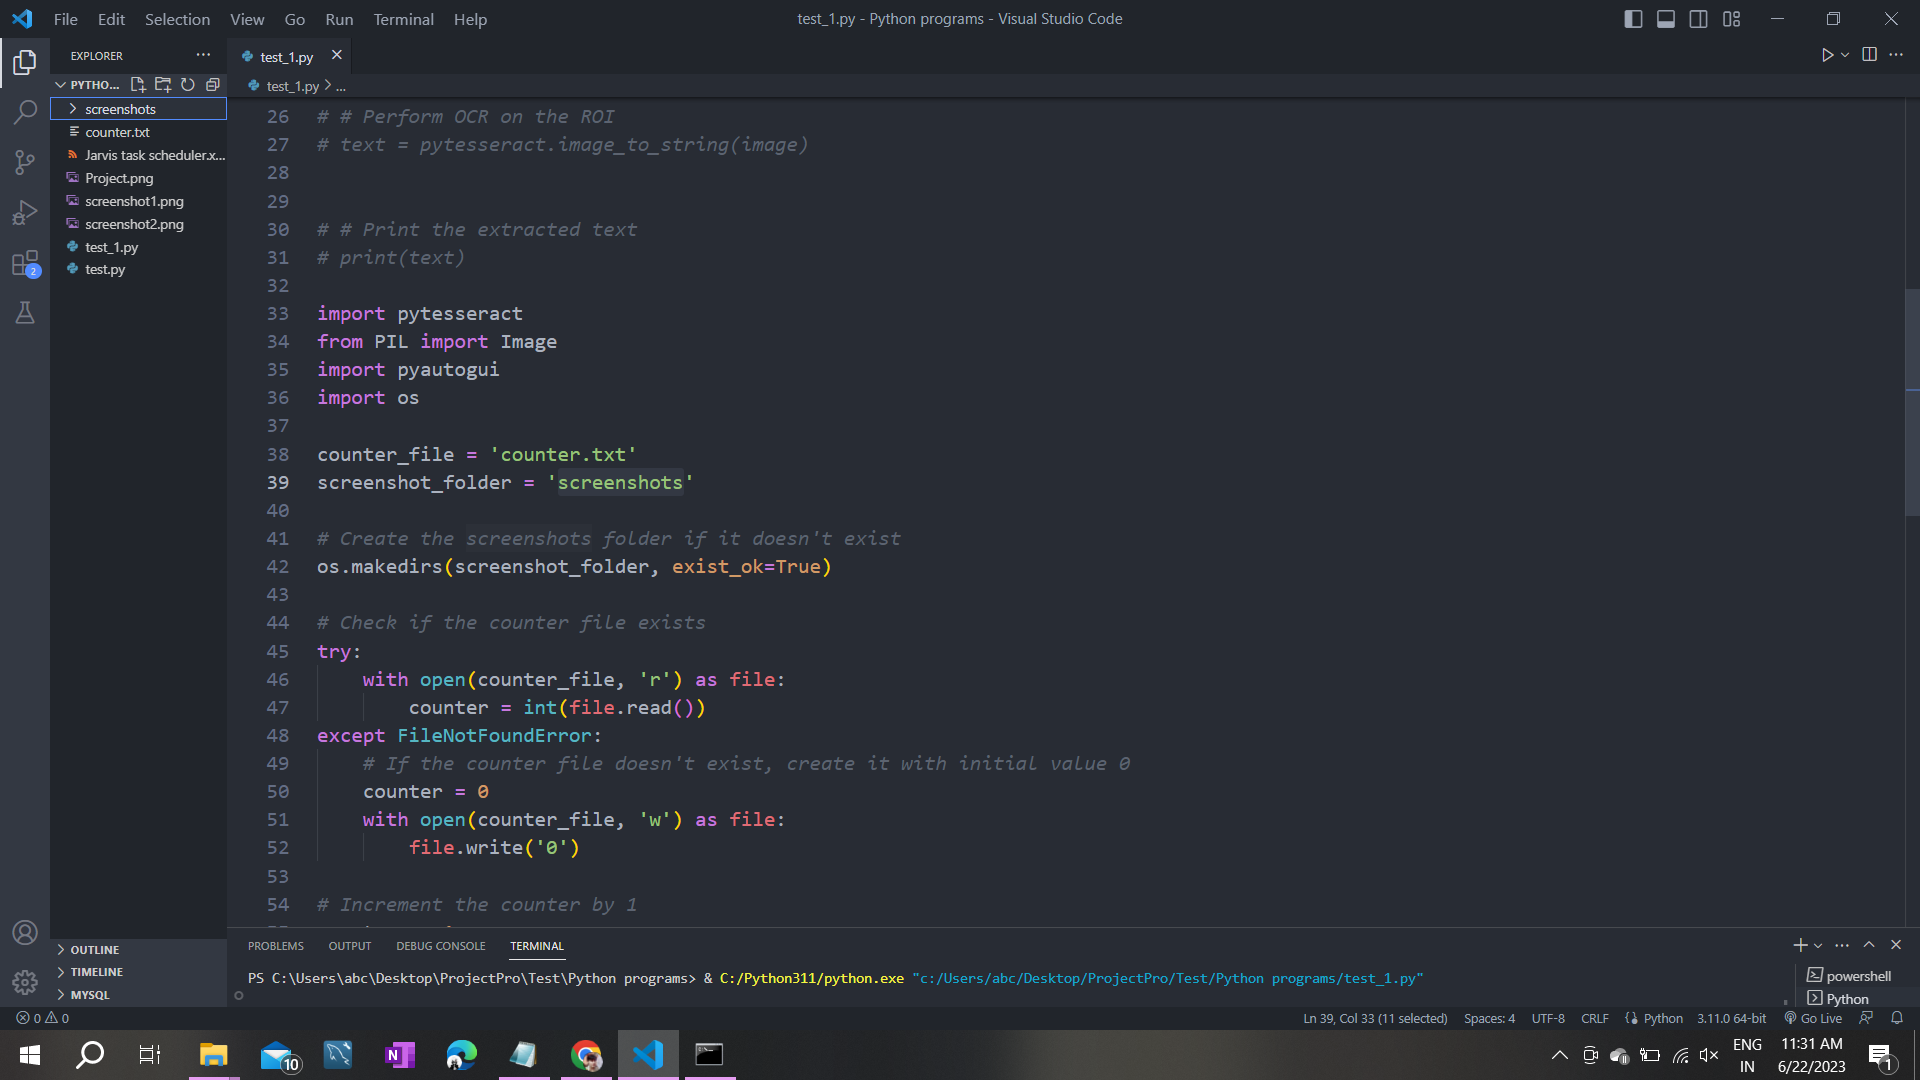 File Edit Selection View Go Run Terminal Help
test_1.py - Python programs - Visual Studio Code
EXPLORER
PYTHO...
screenshots
counter.txt
Jarvis task scheduler.x...
Project.png
screenshot1.png
screenshot2.png
test_1.py
test.py
2
OUTLINE
TIMELINE
MYSQL
test_1.py
test_1.py > ...
26 # # Perform OCR on the ROI
27 # text = pytesseract.image_to_string(image)
28
29
30 # # Print the extracted text
31 # print(text)
32
33 import pytesseract
34 from PIL import Image
35 import pyautogui
36 import os
37
38 counter_file = 'counter.txt'
39 screenshot_folder = 'screenshots'
40
41 # Create the screenshots folder if it doesn't exist
42 os.makedirs(screenshot_folder, exist_ok=True)
43
44 # Check if the counter file exists
45 try:
46     with open(counter_file, 'r') as file:
47         counter = int(file.read())
48 except FileNotFoundError:
49     # If the counter file doesn't exist, create it with initial value 0
50     counter = 0
51     with open(counter_file, 'w') as file:
52         file.write('0')
53
54 # Increment the counter by 1
PROBLEMS OUTPUT DEBUG CONSOLE TERMINAL
PS C:\Users\abc\Desktop\ProjectPro\Test\Python programs> & C:/Python311/python.exe "c:/Users/abc/Desktop/ProjectPro/Test/Python programs/test_1.py"
powershell
Python
0 0
Ln 39, Col 33 (11 selected) Spaces: 4 UTF-8 CRLF Python 3.11.0 64-bit Go Live
10
N
ENG
IN
11:31 AM
6/22/2023
1